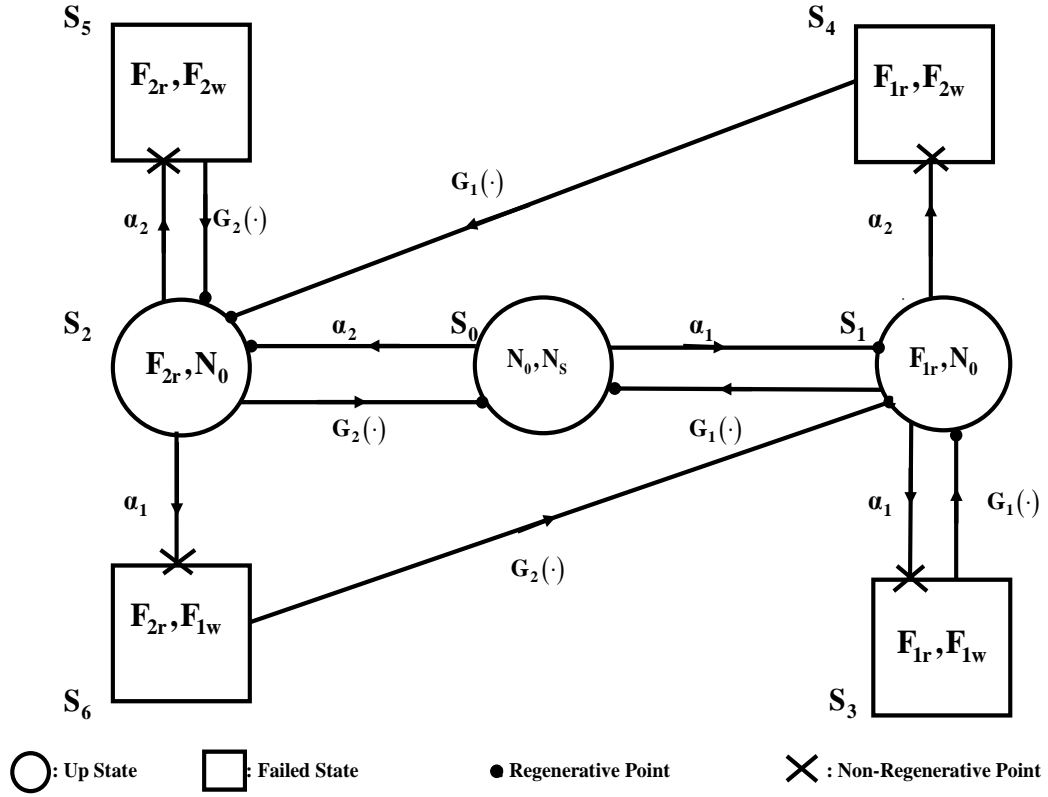 S₅ S₄
F₂ᵣ,F₂w F₁ᵣ,F₂w
G₁(·)
α₂ G₂(·) α₂
S₂ α₂ S₀ α₁ S₁
F₂ᵣ,N₀ N₀,Nₛ F₁ᵣ,N₀
G₂(·) G₁(·)
α₁ α₁ G₁(·)
G₂(·)
F₂ᵣ,F₁w F₁ᵣ,F₁w
S₆ S₃
: Up State : Failed State Regenerative Point : Non-Regenerative Point